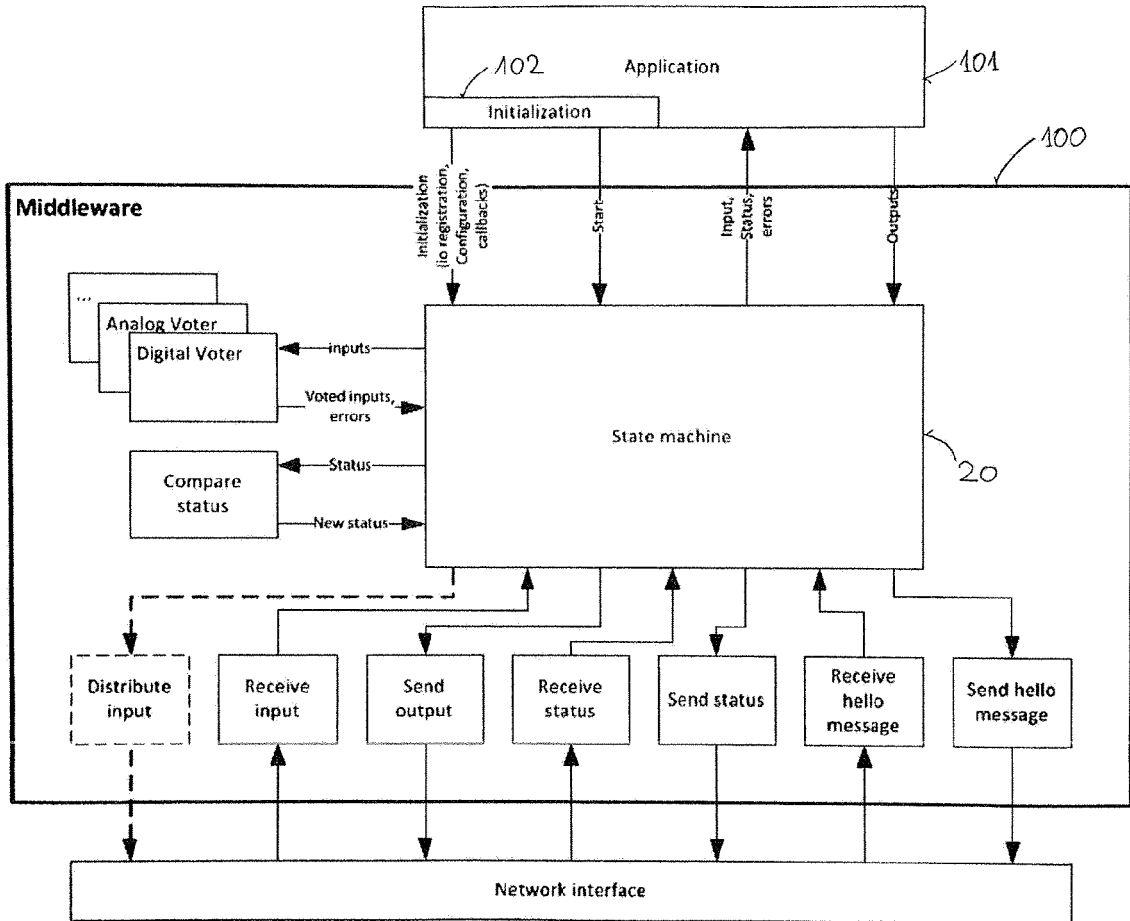 102
Application
101
Initialization
100
Middleware
Initialization
(io registration,
Configuration,
callbacks)
Start
Input,
Status,
errors
Outputs
...
Analog Voter
Digital Voter
inputs
Voted inputs,
errors
State machine
20
Compare
status
Status
New status
Distribute
input
Receive
input
Send
output
Receive
status
Send status
Receive
hello
message
Send hello
message
Network interface